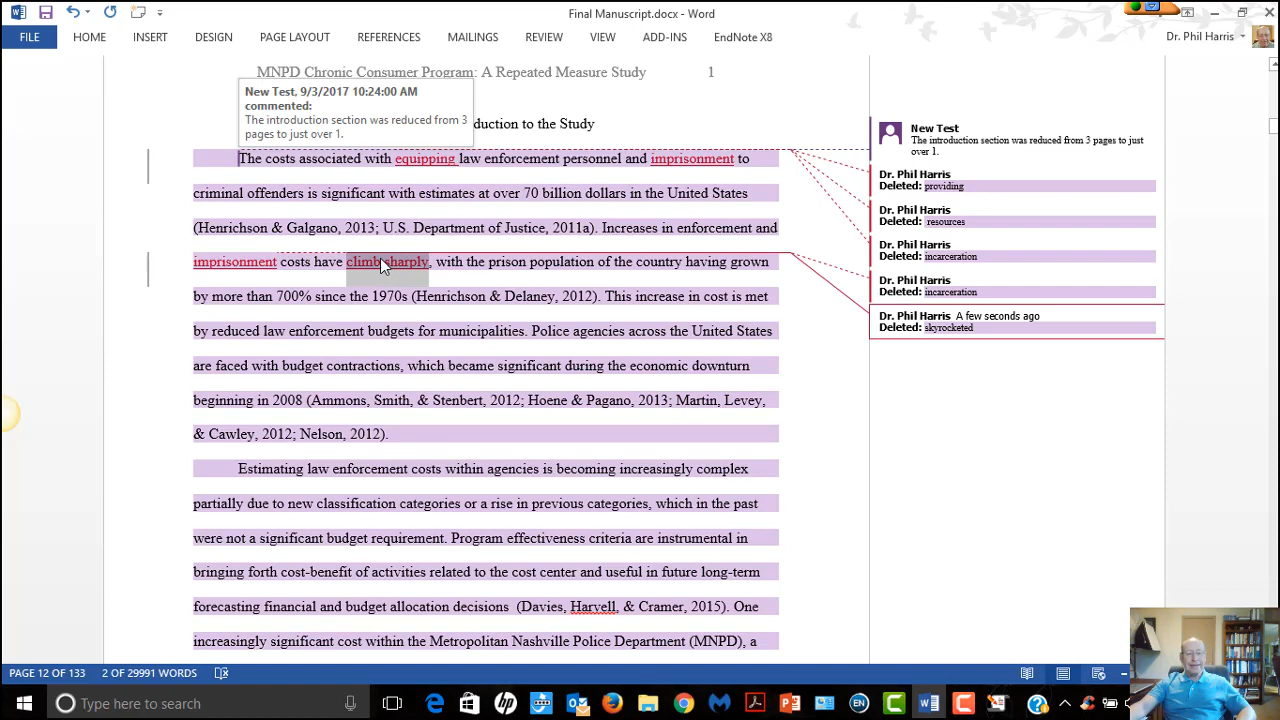 Final Manuscript.docx - Word
FILE HOME INSERT DESIGN PAGE LAYOUT REFERENCES MAILINGS REVIEW VIEW ADD-INS EndNote X8 Dr. Phil Harris
MNPD Chronic Consumer Program: A Repeated Measure Study 1
New Test, 9/3/2017 10:24:00 AM
commented:
The introduction section was reduced from 3
pages to just over 1.
duction to the Study
The costs associated with equipping law enforcement personnel and imprisonment to
criminal offenders is significant with estimates at over 70 billion dollars in the United States
(Henrichson & Galgano, 2013; U.S. Department of Justice, 2011a). Increases in enforcement and
imprisonment costs have climb sharply, with the prison population of the country having grown
by more than 700% since the 1970s (Henrichson & Delaney, 2012). This increase in cost is met
by reduced law enforcement budgets for municipalities. Police agencies across the United States
are faced with budget contractions, which became significant during the economic downturn
beginning in 2008 (Ammons, Smith, & Stenbert, 2012; Hoene & Pagano, 2013; Martin, Levey,
& Cawley, 2012; Nelson, 2012).
Estimating law enforcement costs within agencies is becoming increasingly complex
partially due to new classification categories or a rise in previous categories, which in the past
were not a significant budget requirement. Program effectiveness criteria are instrumental in
bringing forth cost-benefit of activities related to the cost center and useful in future long-term
forecasting financial and budget allocation decisions (Davies, Harvell, & Cramer, 2015). One
increasingly significant cost within the Metropolitan Nashville Police Department (MNPD), a
New Test
The introduction section was reduced from 3 pages to just
over 1.
Dr. Phil Harris
Deleted: providing
Dr. Phil Harris
Deleted: resources
Dr. Phil Harris
Deleted: incarceration
Dr. Phil Harris
Deleted: incarceration
Dr. Phil Harris A few seconds ago
Deleted: skyrocketed
PAGE 12 OF 133 2 OF 29991 WORDS
Type here to search